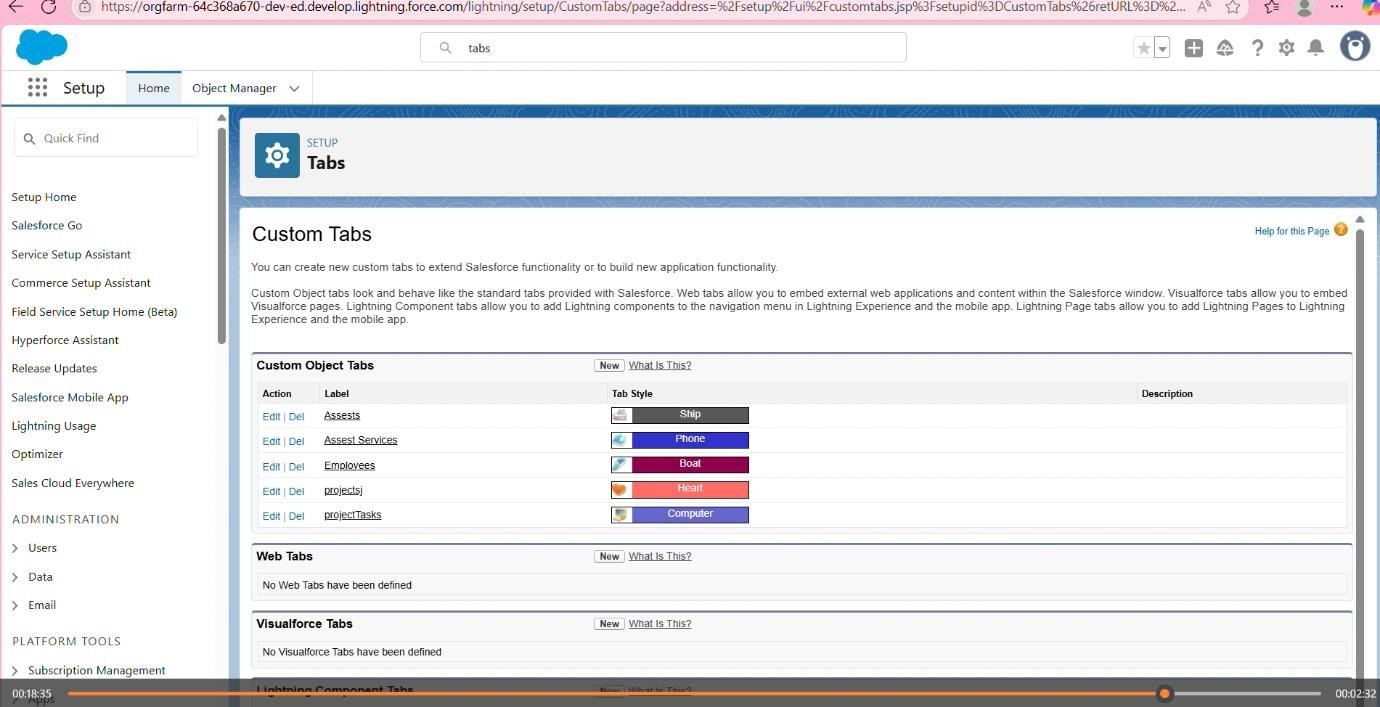 https://orgfarm-64c368a670-dev-ed.develop.lightning.force.com/lightning/setup/CustomTabs/page?address=%2Fsetup%2Fui%2Fcustomtabs.jsp%3Fsetupid%3DCustomTabs%26retURL%3D%2...
tabs
Setup
Home
Object Manager
Quick Find
SETUP
Tabs
Setup Home
Salesforce Go
Service Setup Assistant
Commerce Setup Assistant
Field Service Setup Home (Beta)
Hyperforce Assistant
Release Updates
Salesforce Mobile App
Lightning Usage
Optimizer
Sales Cloud Everywhere
ADMINISTRATION
Users
Data
Email
PLATFORM TOOLS
Subscription Management
Apps
Custom Tabs
Help for this Page
You can create new custom tabs to extend Salesforce functionality or to build new application functionality.
Custom Object tabs look and behave like the standard tabs provided with Salesforce. Web tabs allow you to embed external web applications and content within the Salesforce window. Visualforce tabs allow you to embed
Visualforce pages. Lightning Component tabs allow you to add Lightning components to the navigation menu in Lightning Experience and the mobile app. Lightning Page tabs allow you to add Lightning Pages to Lightning
Experience and the mobile app.
Custom Object Tabs New What Is This?
Action Label Tab Style Description
Edit | Del Assests Ship
Edit | Del Assest Services Phone
Edit | Del Employees Boat
Edit | Del projectsj Heart
Edit | Del projectTasks Computer
Web Tabs New What Is This?
No Web Tabs have been defined
Visualforce Tabs New What Is This?
No Visualforce Tabs have been defined
Lightning Component Tabs New What Is This?
00:18:35
00:02:32